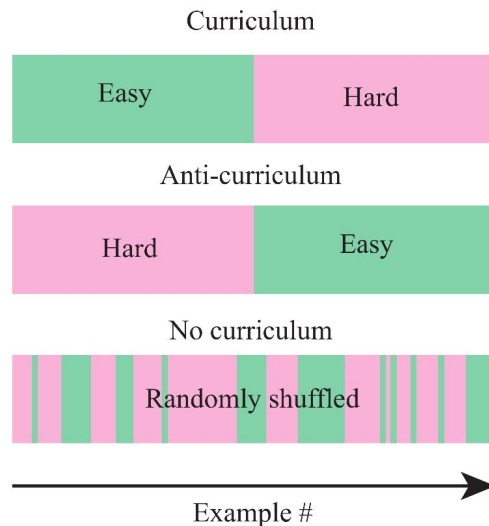 Curriculum
Easy Hard
Anti-curriculum
Hard Easy
No curriculum
Randomly shuffled
Example #